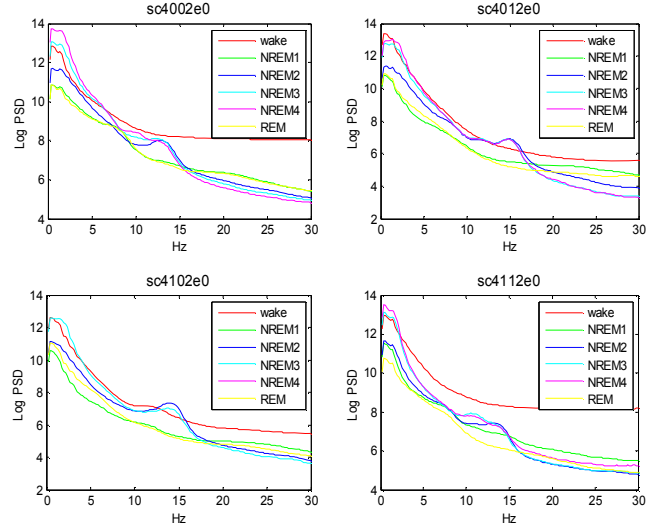 sc4002e0
14
12
10
8
6
4
Log PSD
0 5 10 15 20 25 30
Hz
wake
NREM1
NREM2
NREM3
NREM4
REM
sc4012e0
14
12
10
8
6
4
2
Log PSD
0 5 10 15 20 25 30
Hz
wake
NREM1
NREM2
NREM3
NREM4
REM
sc4102e0
14
12
10
8
6
4
2
Log PSD
0 5 10 15 20 25 30
Hz
wake
NREM1
NREM2
NREM3
NREM4
REM
sc4112e0
14
12
10
8
6
4
Log PSD
0 5 10 15 20 25 30
Hz
wake
NREM1
NREM2
NREM3
NREM4
REM